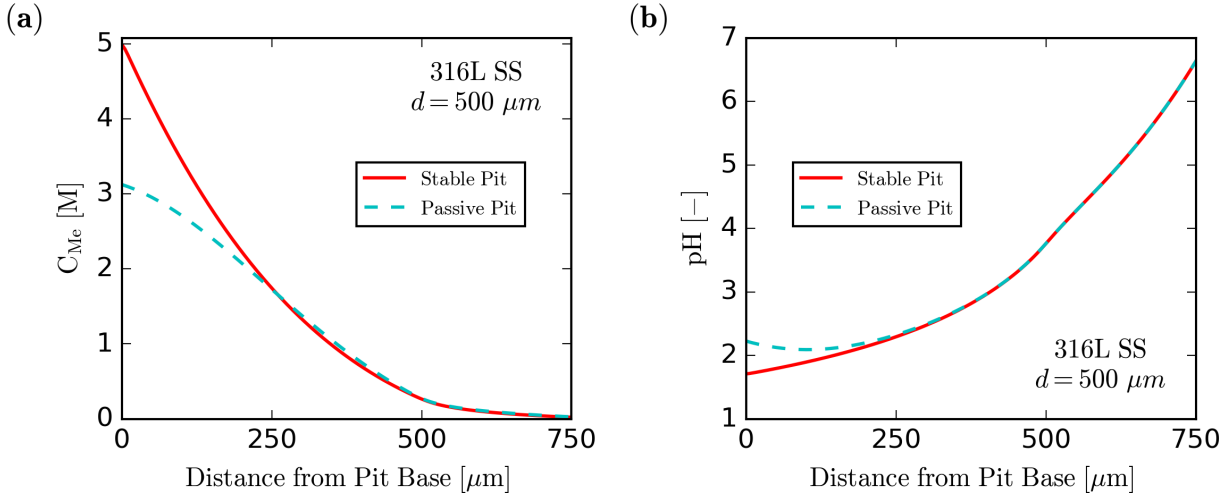 (a)
5
4
3
2
1
0
C_Me [M]
316L SS
d = 500 μm
Stable Pit
Passive Pit
0 250 500 750
Distance from Pit Base [μm]
(b)
7
6
5
4
3
2
1
pH [−]
Stable Pit
Passive Pit
316L SS
d = 500 μm
0 250 500 750
Distance from Pit Base [μm]